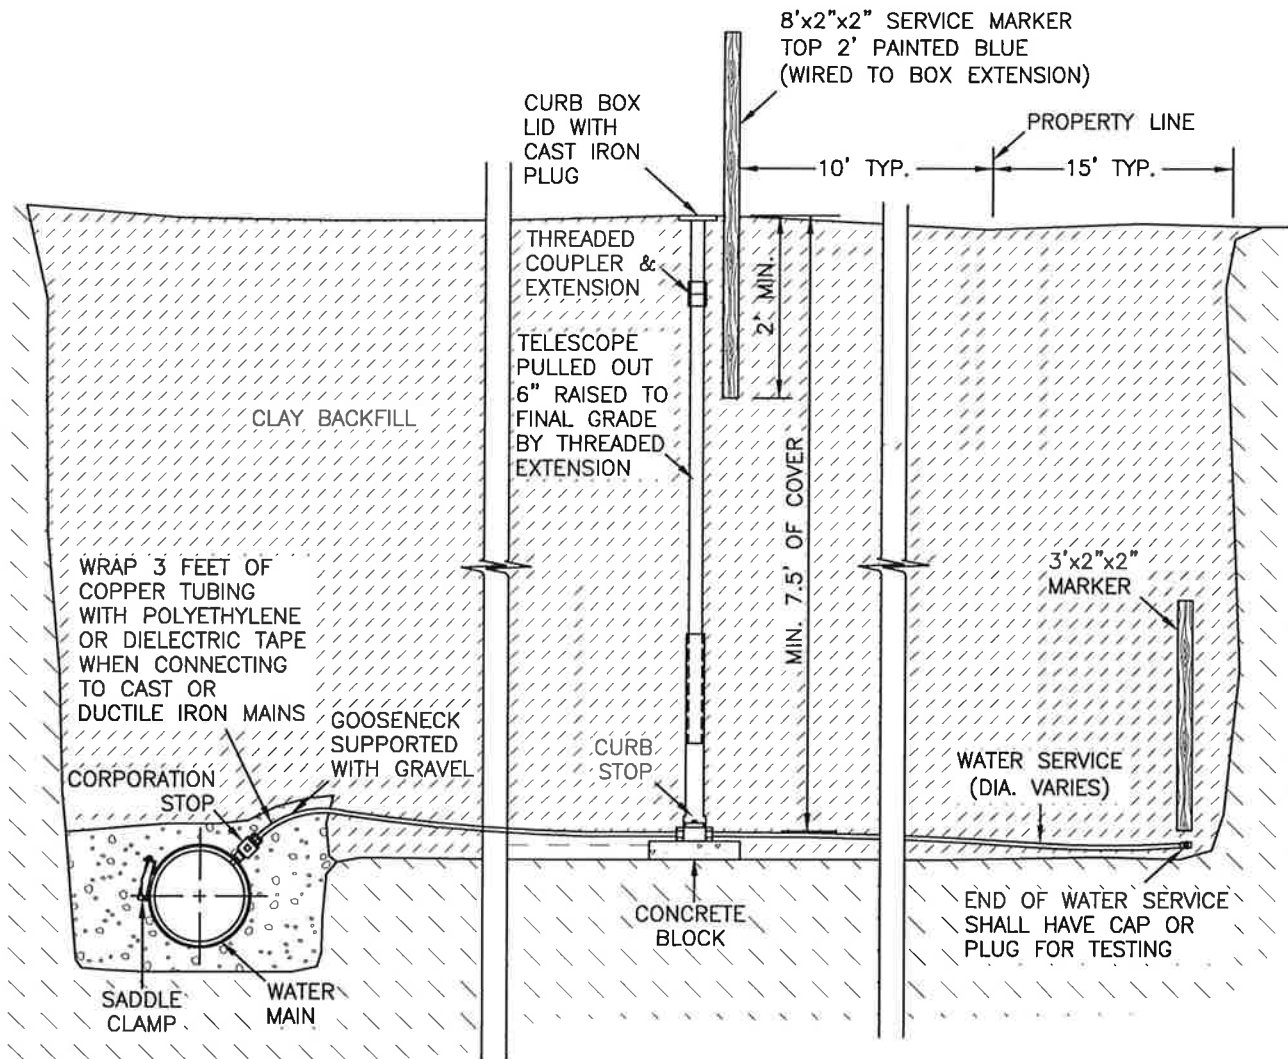 8'x2"x2" SERVICE MARKER
TOP 2' PAINTED BLUE
(WIRED TO BOX EXTENSION)
CURB BOX
LID WITH
CAST IRON
PLUG
PROPERTY LINE
10' TYP.
15' TYP.
THREADED
COUPLER &
EXTENSION
2' MIN.
TELESCOPE
PULLED OUT
6" RAISED TO
FINAL GRADE
BY THREADED
EXTENSION
CLAY BACKFILL
MIN. 7.5' OF COVER
WRAP 3 FEET OF
COPPER TUBING
WITH POLYETHYLENE
OR DIELECTRIC TAPE
WHEN CONNECTING
TO CAST OR
DUCTILE IRON MAINS
3'x2"x2"
MARKER
GOOSENECK
SUPPORTED
WITH GRAVEL
CORPORATION
STOP
CURB
STOP
WATER SERVICE
(DIA. VARIES)
CONCRETE
BLOCK
END OF WATER SERVICE
SHALL HAVE CAP OR
PLUG FOR TESTING
SADDLE
CLAMP
WATER
MAIN